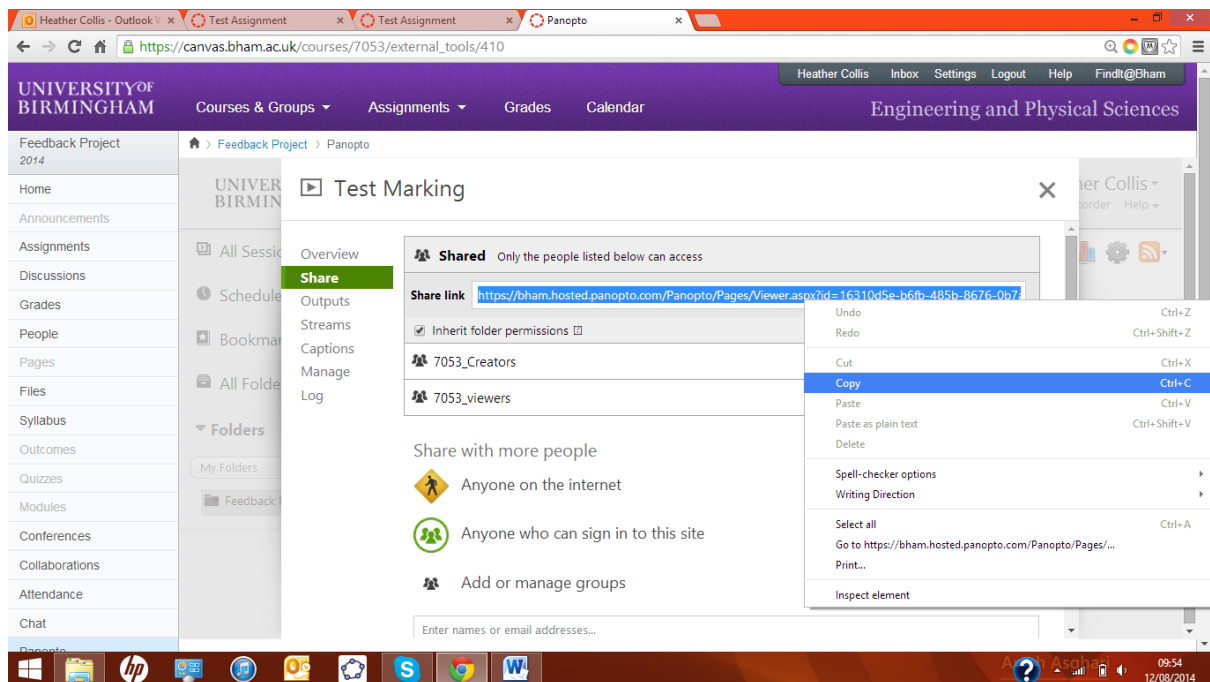 Heather Collis - Outlook
Test Assignment
Test Assignment
Panopto
https://canvas.bham.ac.uk/courses/7053/external_tools/410
Heather Collis Inbox Settings Logout Help FindIt@Bham
UNIVERSITY OF
BIRMINGHAM
Courses & Groups Assignments Grades Calendar
Engineering and Physical Sciences
Feedback Project
2014
Home
Announcements
Assignments
Discussions
Grades
People
Pages
Files
Syllabus
Outcomes
Quizzes
Modules
Conferences
Collaborations
Attendance
Chat
Panopto
Feedback Project > Panopto
UNIVER
BIRMIN
All Sessio
Schedule
Bookmar
All Folde
Folders
My Folders
Feedback
Test Marking
her Collis
corder Help
Overview
Share
Outputs
Streams
Captions
Manage
Log
Shared Only the people listed below can access
Share link https://bham.hosted.panopto.com/Panopto/Pages/Viewer.aspx?id=16310d5e-b6fb-485b-8676-0b7
Inherit folder permissions [?]
7053_Creators
7053_viewers
Share with more people
Anyone on the internet
Anyone who can sign in to this site
Add or manage groups
Enter names or email addresses...
Undo Ctrl+Z
Redo Ctrl+Shift+Z
Cut Ctrl+X
Copy Ctrl+C
Paste Ctrl+V
Paste as plain text Ctrl+Shift+V
Delete
Spell-checker options
Writing Direction
Select all Ctrl+A
Go to https://bham.hosted.panopto.com/Panopto/Pages/...
Print...
Inspect element
hp
09:54
12/08/2014